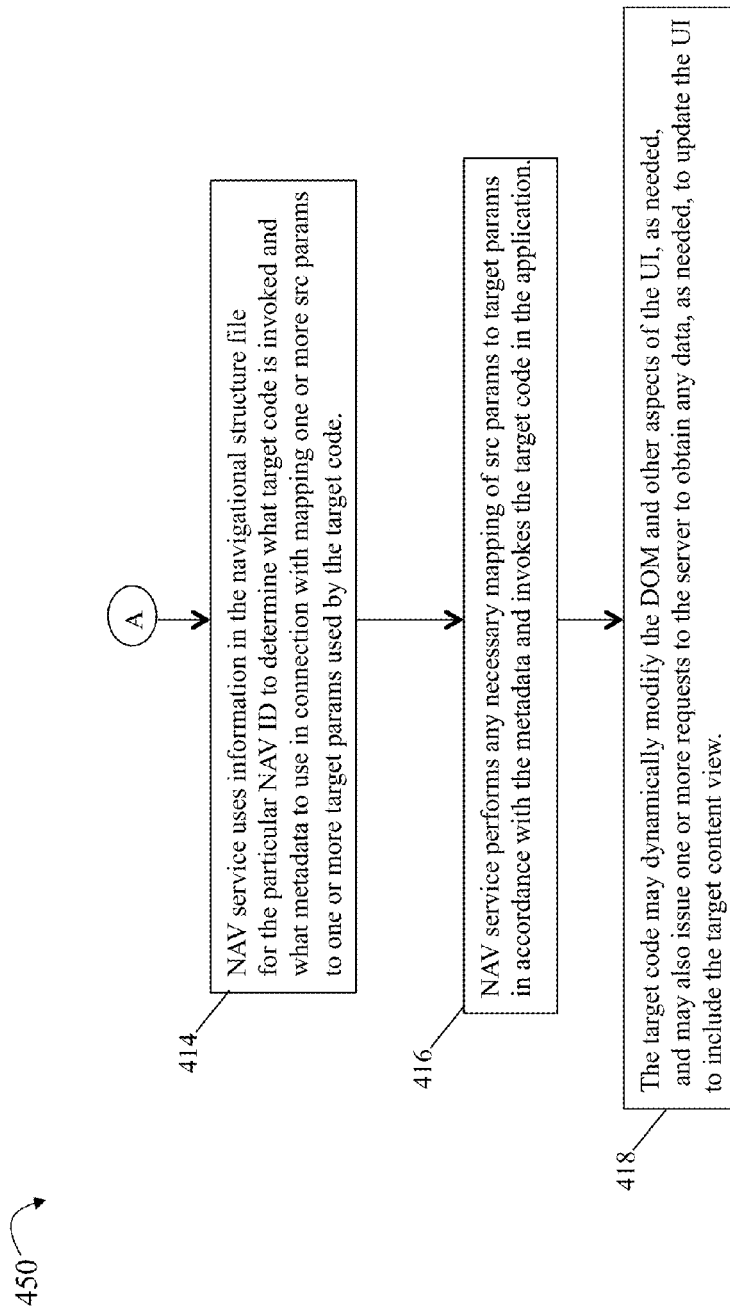 450
A
414
NAV service uses information in the navigational structure file
for the particular NAV ID to determine what target code is invoked and
what metadata to use in connection with mapping one or more src params
to one or more target params used by the target code.
416
NAV service performs any necessary mapping of src params to target params
in accordance with the metadata and invokes the target code in the application.
418
The target code may dynamically modify the DOM and other aspects of the UI, as needed,
and may also issue one or more requests to the server to obtain any data, as needed, to update the UI
to include the target content view.